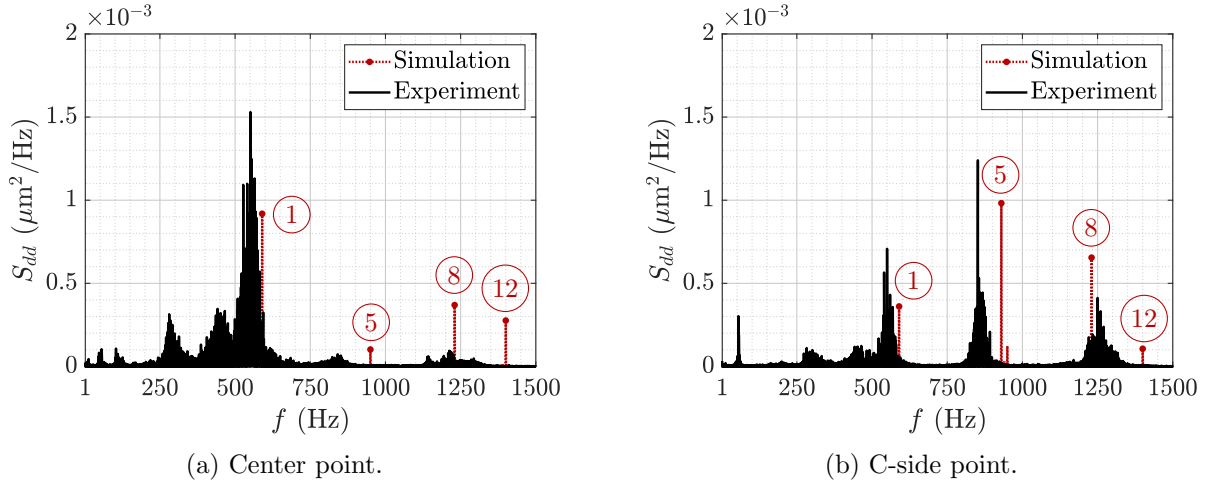 ×10⁻³
2
1.5
1
0.5
0
S_dd (μm²/Hz)
Simulation
Experiment
1
5
8
12
1 250 500 750 1000 1250 1500
f (Hz)
(a) Center point.
×10⁻³
2
1.5
1
0.5
0
S_dd (μm²/Hz)
Simulation
Experiment
1
5
8
12
1 250 500 750 1000 1250 1500
f (Hz)
(b) C-side point.